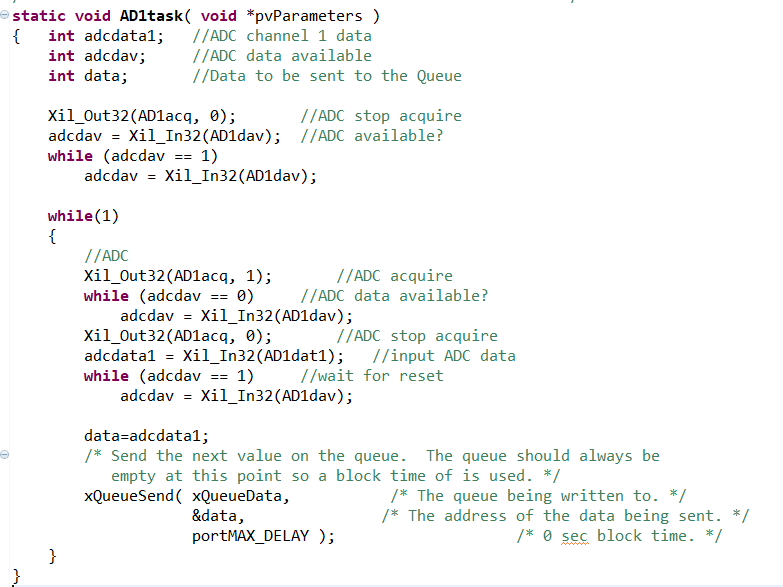 static void AD1task( void *pvParameters )
{   int adcdata1;   //ADC channel 1 data
    int adcdav;     //ADC data available
    int data;       //Data to be sent to the Queue

    Xil_Out32(AD1acq, 0);       //ADC stop acquire
    adcdav = Xil_In32(AD1dav);  //ADC available?
    while (adcdav == 1)
        adcdav = Xil_In32(AD1dav);

    while(1)
    {
        //ADC
        Xil_Out32(AD1acq, 1);       //ADC acquire
        while (adcdav == 0)     //ADC data available?
            adcdav = Xil_In32(AD1dav);
        Xil_Out32(AD1acq, 0);       //ADC stop acquire
        adcdata1 = Xil_In32(AD1dat1);   //input ADC data
        while (adcdav == 1)     //wait for reset
            adcdav = Xil_In32(AD1dav);

        data=adcdata1;
        /* Send the next value on the queue.  The queue should always be
           empty at this point so a block time of is used. */
        xQueueSend( xQueueData,           /* The queue being written to. */
                    &data,               /* The address of the data being sent. */
                    portMAX_DELAY );                    /* 0 sec block time. */
    }
}